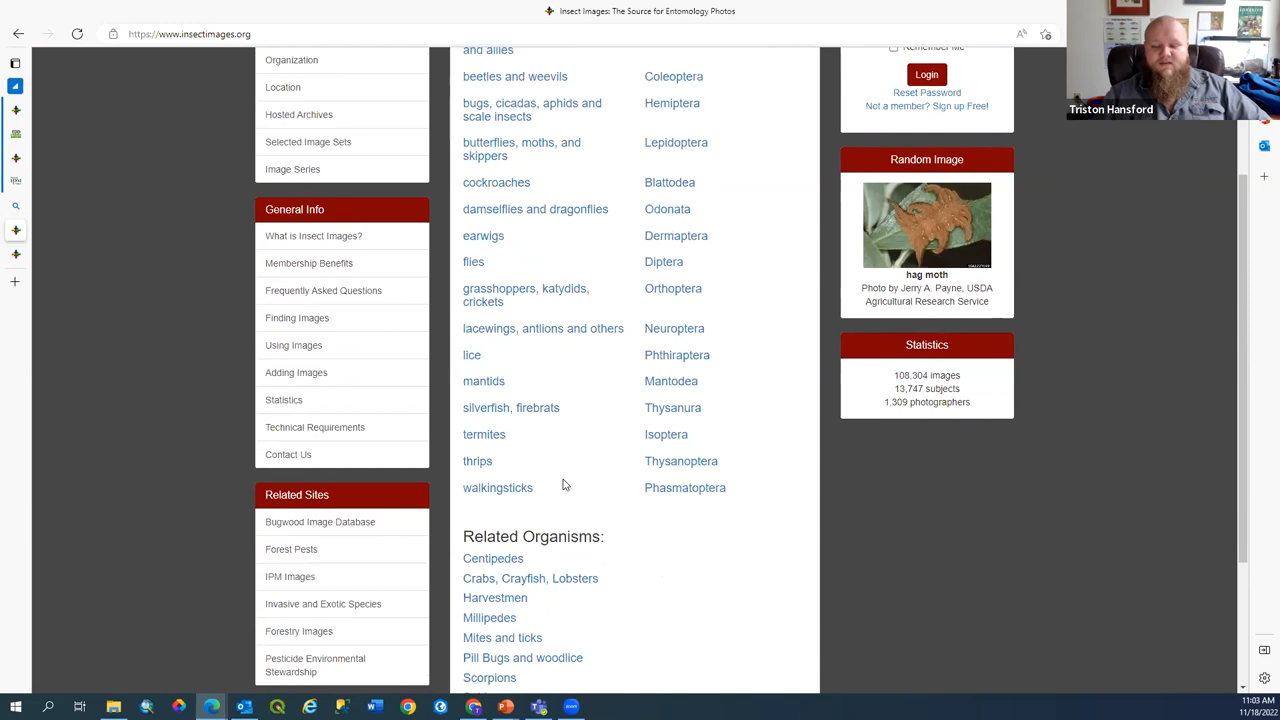 Insect Images: The Source for Entomology Photos
https://www.insectimages.org
Organization
Location
Hosted Archives
Selected Image Sets
Image Series
General Info
What is Insect Images?
Membership Benefits
Frequently Asked Questions
Finding Images
Using Images
Adding Images
Statistics
Technical Requirements
Contact Us
Related Sites
Bugwood Image Database
Forest Pests
IPM Images
Invasive and Exotic Species
Forestry Images
Pesticide Environmental
Stewardship
and allies
beetles and weevils Coleoptera
bugs, cicadas, aphids and Hemiptera
scale insects
butterflies, moths, and Lepidoptera
skippers
cockroaches Blattodea
damselflies and dragonflies Odonata
earwigs Dermaptera
flies Diptera
grasshoppers, katydids, Orthoptera
crickets
lacewings, antlions and others Neuroptera
lice Phthiraptera
mantids Mantodea
silverfish, firebrats Thysanura
termites Isoptera
thrips Thysanoptera
walkingsticks Phasmatoptera
Related Organisms:
Centipedes
Crabs, Crayfish, Lobsters
Harvestmen
Millipedes
Mites and ticks
Pill Bugs and woodlice
Scorpions
Remember Me
Login
Reset Password
Not a member? Sign up Free!
Random Image
hag moth
Photo by Jerry A. Payne, USDA
Agricultural Research Service
Statistics
108,304 images
13,747 subjects
1,309 photographers
Triston Hansford
11:03 AM
11/18/2022